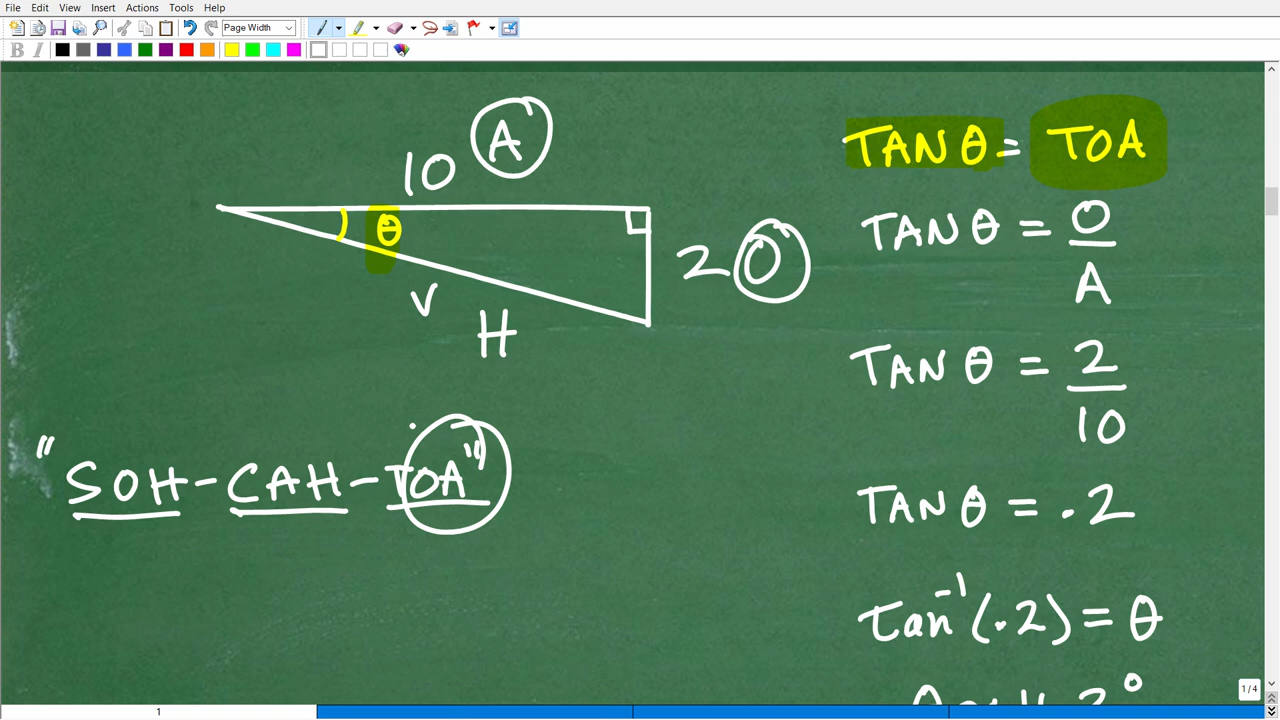 File Edit View Insert Actions Tools Help
Page Width
B I
10 A
θ
2 O
V
H
"SOH-CAH-TOA"
TAN θ = TOA
TAN θ = O
A
TAN θ = 2
10
TAN θ = .2
tan⁻¹(.2) = θ
1/4
1